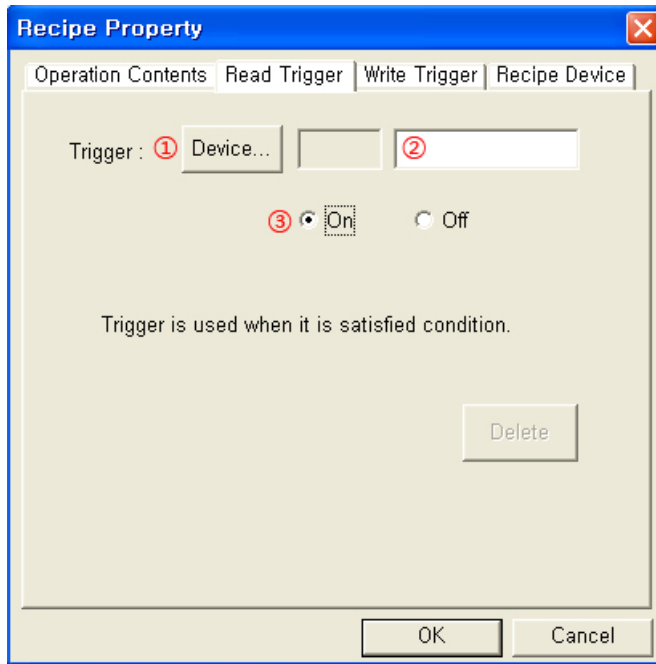 Recipe Property
Operation Contents Read Trigger Write Trigger Recipe Device
Trigger : ① Device... ②
③ On Off
Trigger is used when it is satisfied condition.
Delete
OK Cancel